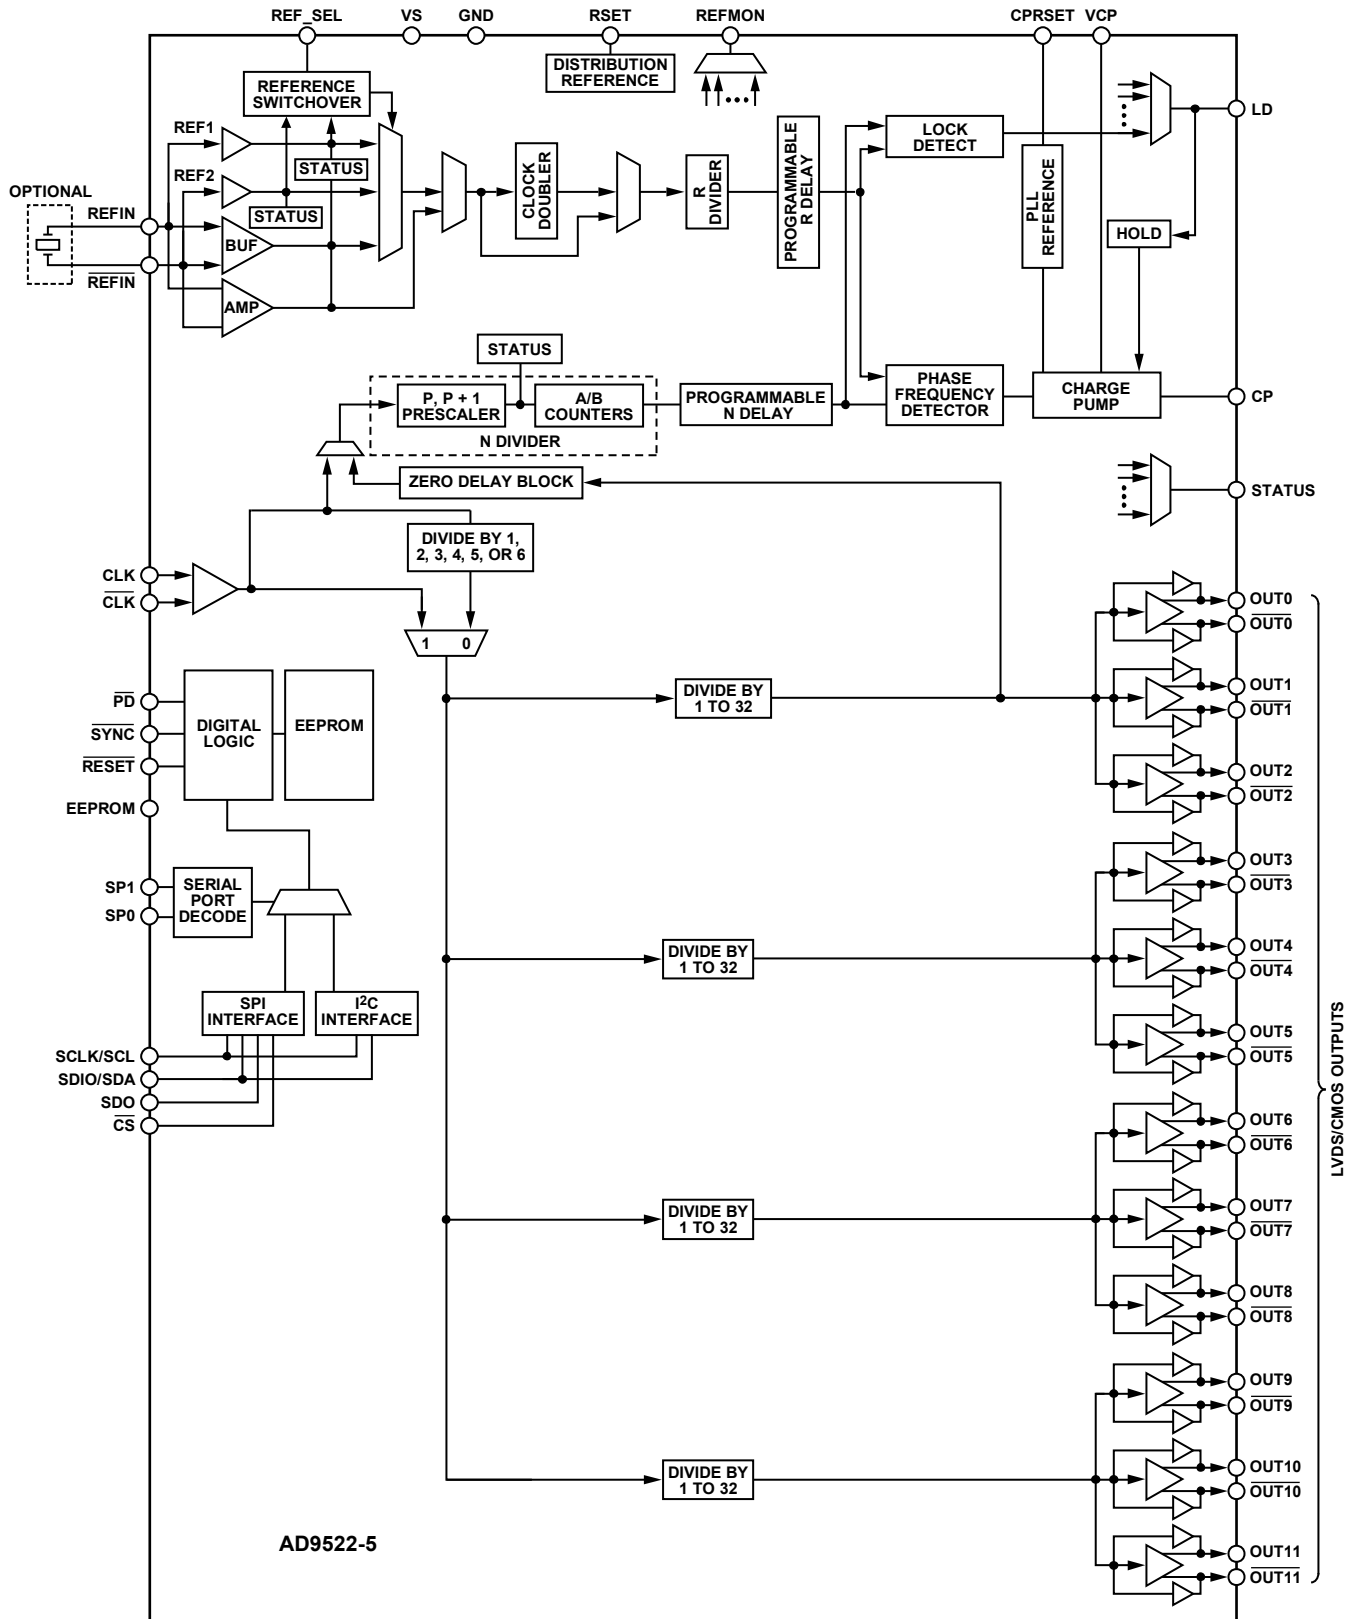 REF_SEL
VS
GND
RSET
REFMON
CPRSET
VCP
REFERENCE
SWITCHOVER
DISTRIBUTION
REFERENCE
LD
REF1
STATUS
REF2
STATUS
OPTIONAL
REFIN
REFIN
BUF
AMP
CLOCK
DOUBLER
R
DIVIDER
PROGRAMMABLE
R DELAY
LOCK
DETECT
PLL
REFERENCE
HOLD
STATUS
P, P + 1
PRESCALER
A/B
COUNTERS
N DIVIDER
PROGRAMMABLE
N DELAY
PHASE
FREQUENCY
DETECTOR
CHARGE
PUMP
CP
ZERO DELAY BLOCK
STATUS
DIVIDE BY 1,
2, 3, 4, 5, OR 6
CLK
CLK
1 0
OUT0
OUT0
DIVIDE BY
1 TO 32
OUT1
OUT1
OUT2
OUT2
PD
SYNC
RESET
EEPROM
DIGITAL
LOGIC
EEPROM
SP1
SP0
SERIAL
PORT
DECODE
SPI
INTERFACE
I²C
INTERFACE
SCLK/SCL
SDIO/SDA
SDO
CS
OUT3
OUT3
DIVIDE BY
1 TO 32
OUT4
OUT4
OUT5
OUT5
LVDS/CMOS OUTPUTS
OUT6
OUT6
DIVIDE BY
1 TO 32
OUT7
OUT7
OUT8
OUT8
OUT9
OUT9
DIVIDE BY
1 TO 32
OUT10
OUT10
OUT11
OUT11
AD9522-5